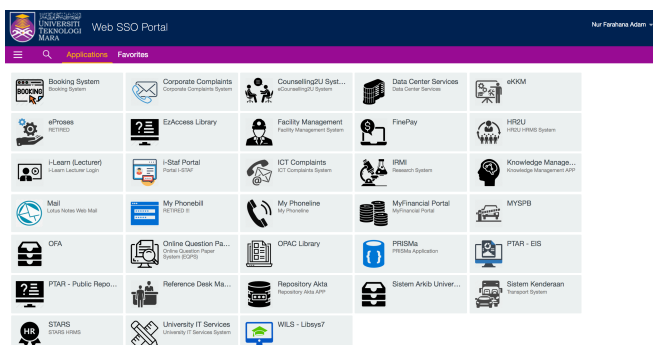 UNIVERSITI
TEKNOLOGI
MARA
Web SSO Portal
Nur Farahana Adam
Applications Favorites
BOOKING
Booking System
Booking System
Corporate Complaints
Corporate Complaints System
Counselling2U Syst...
eCounselling2U System
Data Center Services
Data Center Services
eKKM
eProses
RETIRED
EzAccess Library
Facility Management
Facility Management System
FinePay
HR2U
HR2U HRMS System
i-Learn (Lecturer)
i-Learn Lecturer Login
i-Staf Portal
Portal i-STAF
ICT Complaints
ICT Complaints System
IRMI
Research System
Knowledge Manage...
Knowledge Management APP
Mail
Lotus Notes Web Mail
My Phonebill
RETIRED !!
My Phoneline
My Phoneline
MyFinancial Portal
MyFinancial Portal
MYSPB
OFA
Online Question Pa...
Online Question Paper
System (EQPS)
OPAC Library
PRISMa
PRISMa Application
PTAR - EIS
PTAR - Public Repo...
Reference Desk Ma...
Repository Akta
Repository Akta APP
Sistem Arkib Univer...
Sistem Kenderaan
Transport System
HR
STARS
STARS HRMS
University IT Services
University IT Services System
WILS - Libsys7